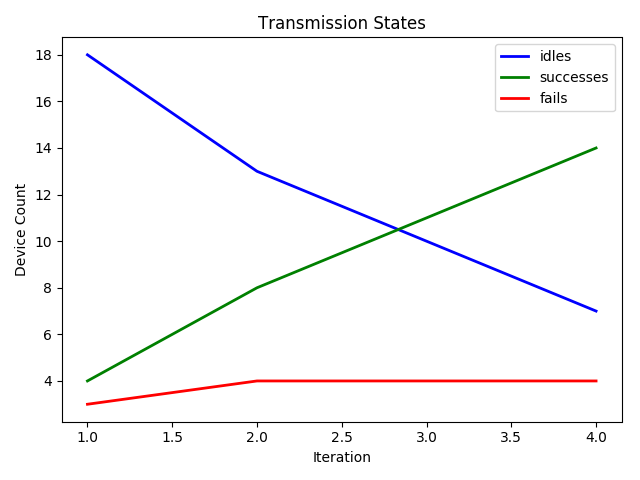 Transmission States
18
16
14
12
10
8
6
4
Device Count
idles
successes
fails
1.0 1.5 2.0 2.5 3.0 3.5 4.0
Iteration